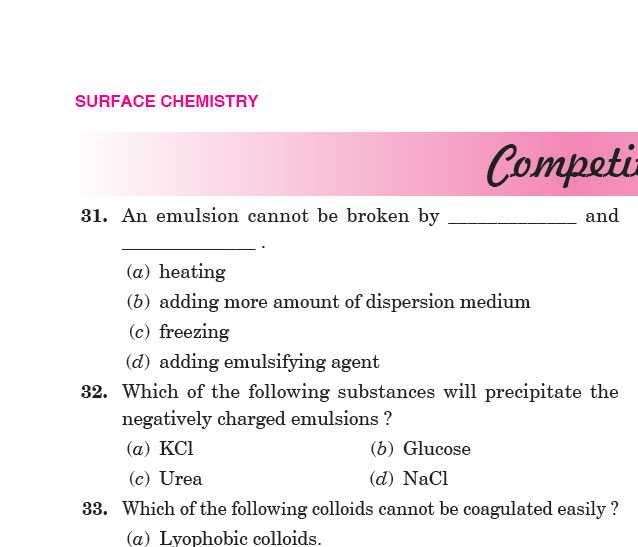 SURFACE CHEMISTRY
Competi
31. An emulsion cannot be broken by _____________ and
_____________ .
(a) heating
(b) adding more amount of dispersion medium
(c) freezing
(d) adding emulsifying agent
32. Which of the following substances will precipitate the
negatively charged emulsions ?
(a) KCl (b) Glucose
(c) Urea (d) NaCl
33. Which of the following colloids cannot be coagulated easily ?
(a) Lyophobic colloids.